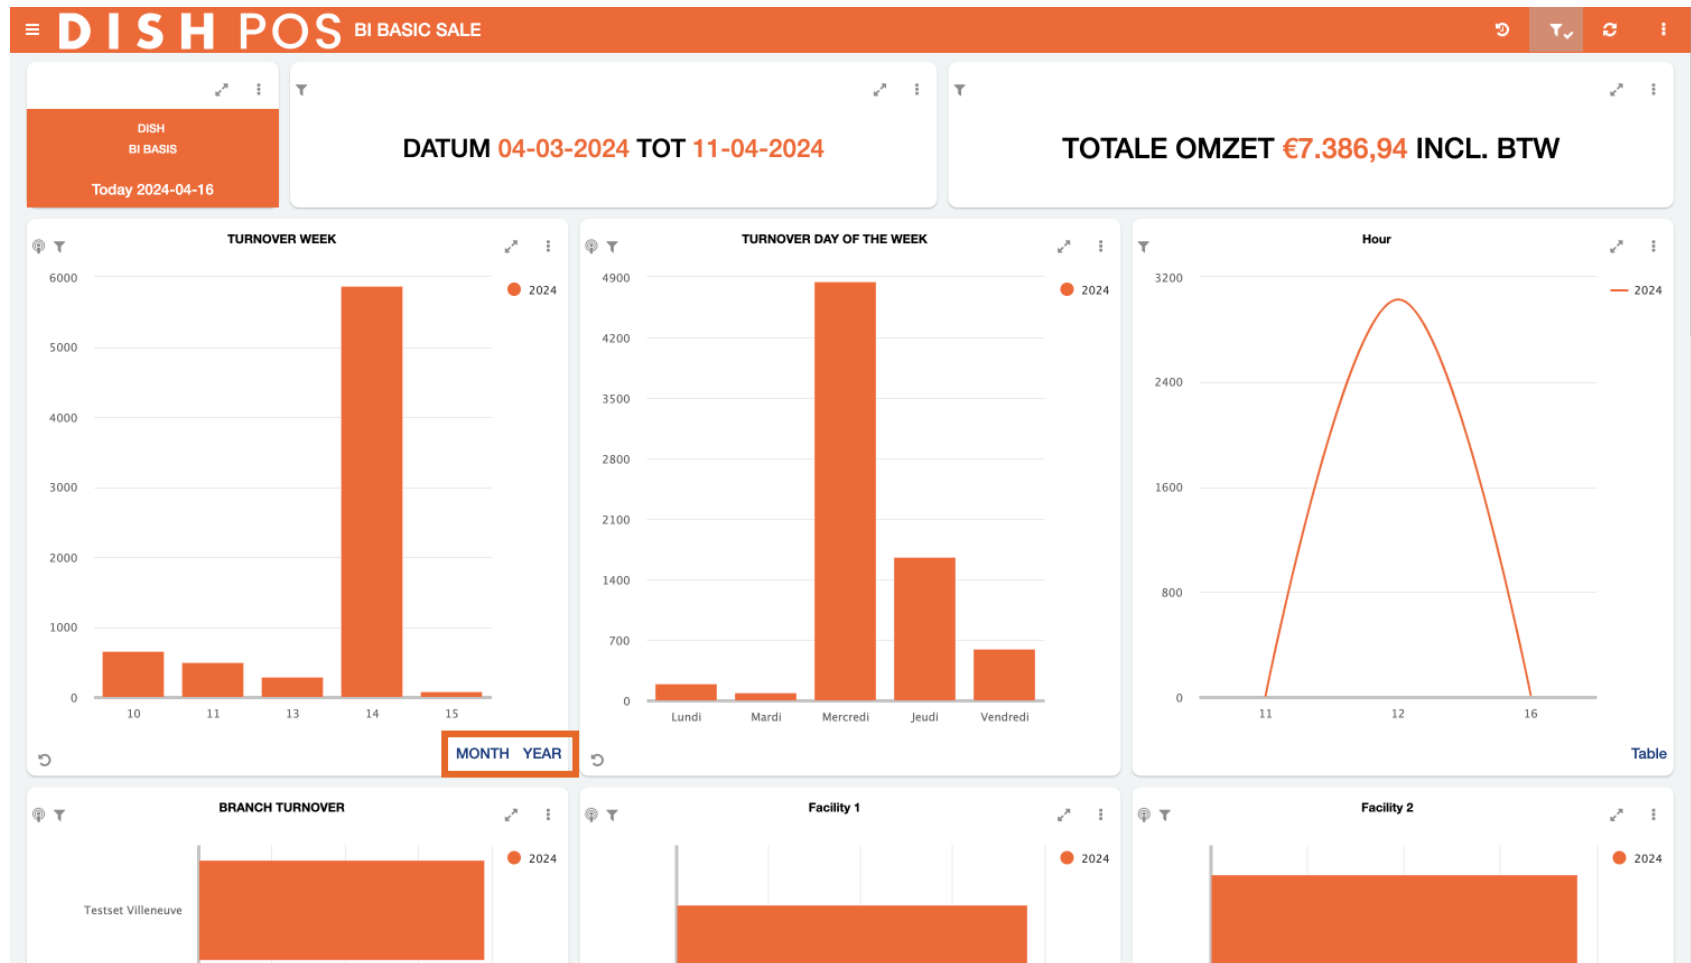 DISH POS BI BASIC SALE
DISH
BI BASIS
Today 2024-04-16
DATUM 04-03-2024 TOT 11-04-2024
TOTALE OMZET €7.386,94 INCL. BTW
TURNOVER WEEK
2024
6000
5000
4000
3000
2000
1000
0
10 11 13 14 15
MONTH YEAR
TURNOVER DAY OF THE WEEK
2024
4900
4200
3500
2800
2100
1400
700
0
Lundi Mardi Mercredi Jeudi Vendredi
Hour
2024
3200
2400
1600
800
0
11 12 16
Table
BRANCH TURNOVER
2024
Testset Villeneuve
Facility 1
2024
Facility 2
2024